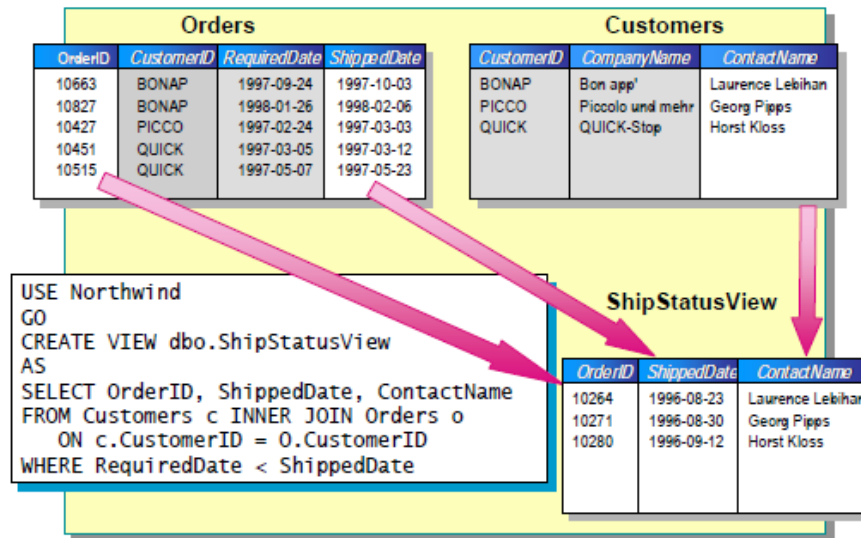 Orders
OrderID CustomerID RequiredDate ShippedDate
10663 BONAP 1997-09-24 1997-10-03
10827 BONAP 1998-01-26 1998-02-06
10427 PICCO 1997-02-24 1997-03-03
10451 QUICK 1997-03-05 1997-03-12
10515 QUICK 1997-05-07 1997-05-23
Customers
CustomerID CompanyName ContactName
BONAP Bon app' Laurence Lebihan
PICCO Piccolo und mehr Georg Pipps
QUICK QUICK-Stop Horst Kloss
USE Northwind
GO
CREATE VIEW dbo.ShipStatusView
AS
SELECT OrderID, ShippedDate, ContactName
FROM Customers c INNER JOIN Orders o
ON c.CustomerID = O.CustomerID
WHERE RequiredDate < ShippedDate
ShipStatusView
OrderID ShippedDate ContactName
10264 1996-08-23 Laurence Lebihan
10271 1996-08-30 Georg Pipps
10280 1996-09-12 Horst Kloss